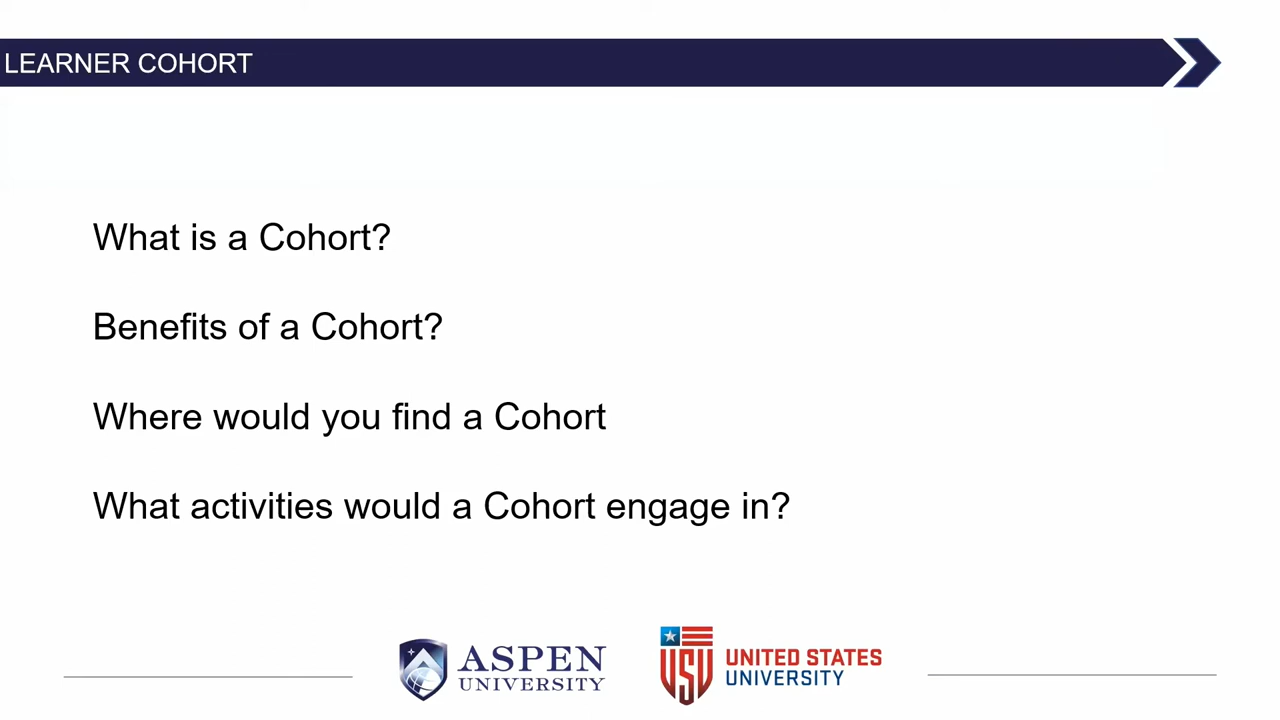 LEARNER COHORT
What is a Cohort?
Benefits of a Cohort?
Where would you find a Cohort
What activities would a Cohort engage in?
ASPEN
UNIVERSITY
USU
UNITED STATES
UNIVERSITY